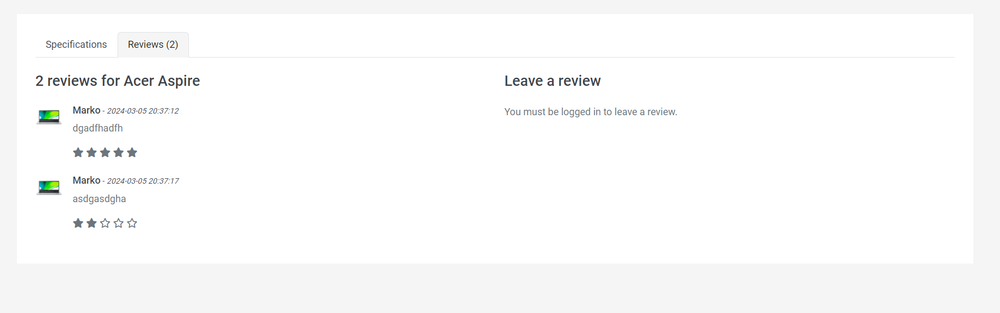 Specifications
Reviews (2)
2 reviews for Acer Aspire
Marko - 2024-03-05 20:37:12
dgadfhadfh
Marko - 2024-03-05 20:37:17
asdgasdgha
Leave a review
You must be logged in to leave a review.